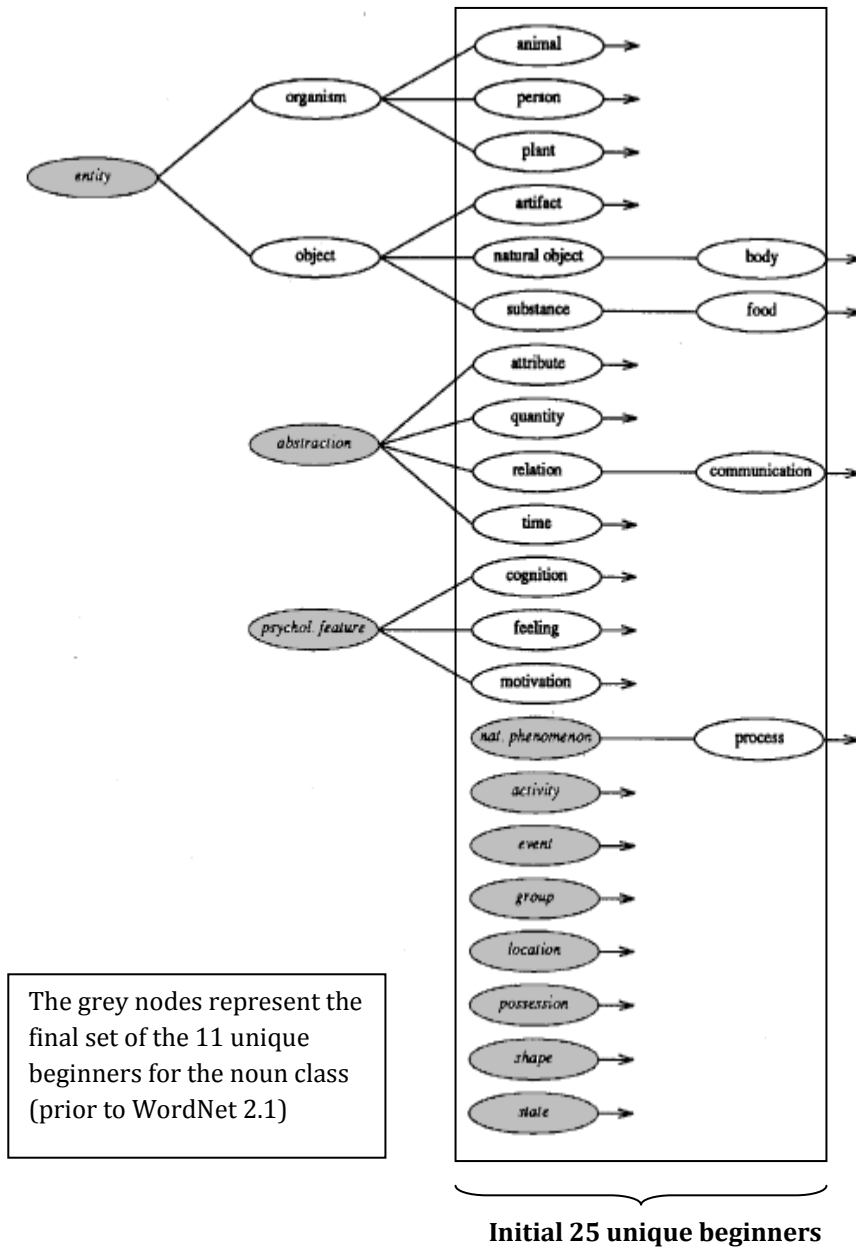 animal
organism
person
plant
entity
artifact
object
natural object
body
substance
food
attribute
quantity
abstraction
relation
communication
time
cognition
psychol. feature
feeling
motivation
nat. phenomenon
process
activity
event
group
location
possession
shape
state
The grey nodes represent the
final set of the 11 unique
beginners for the noun class
(prior to WordNet 2.1)
Initial 25 unique beginners